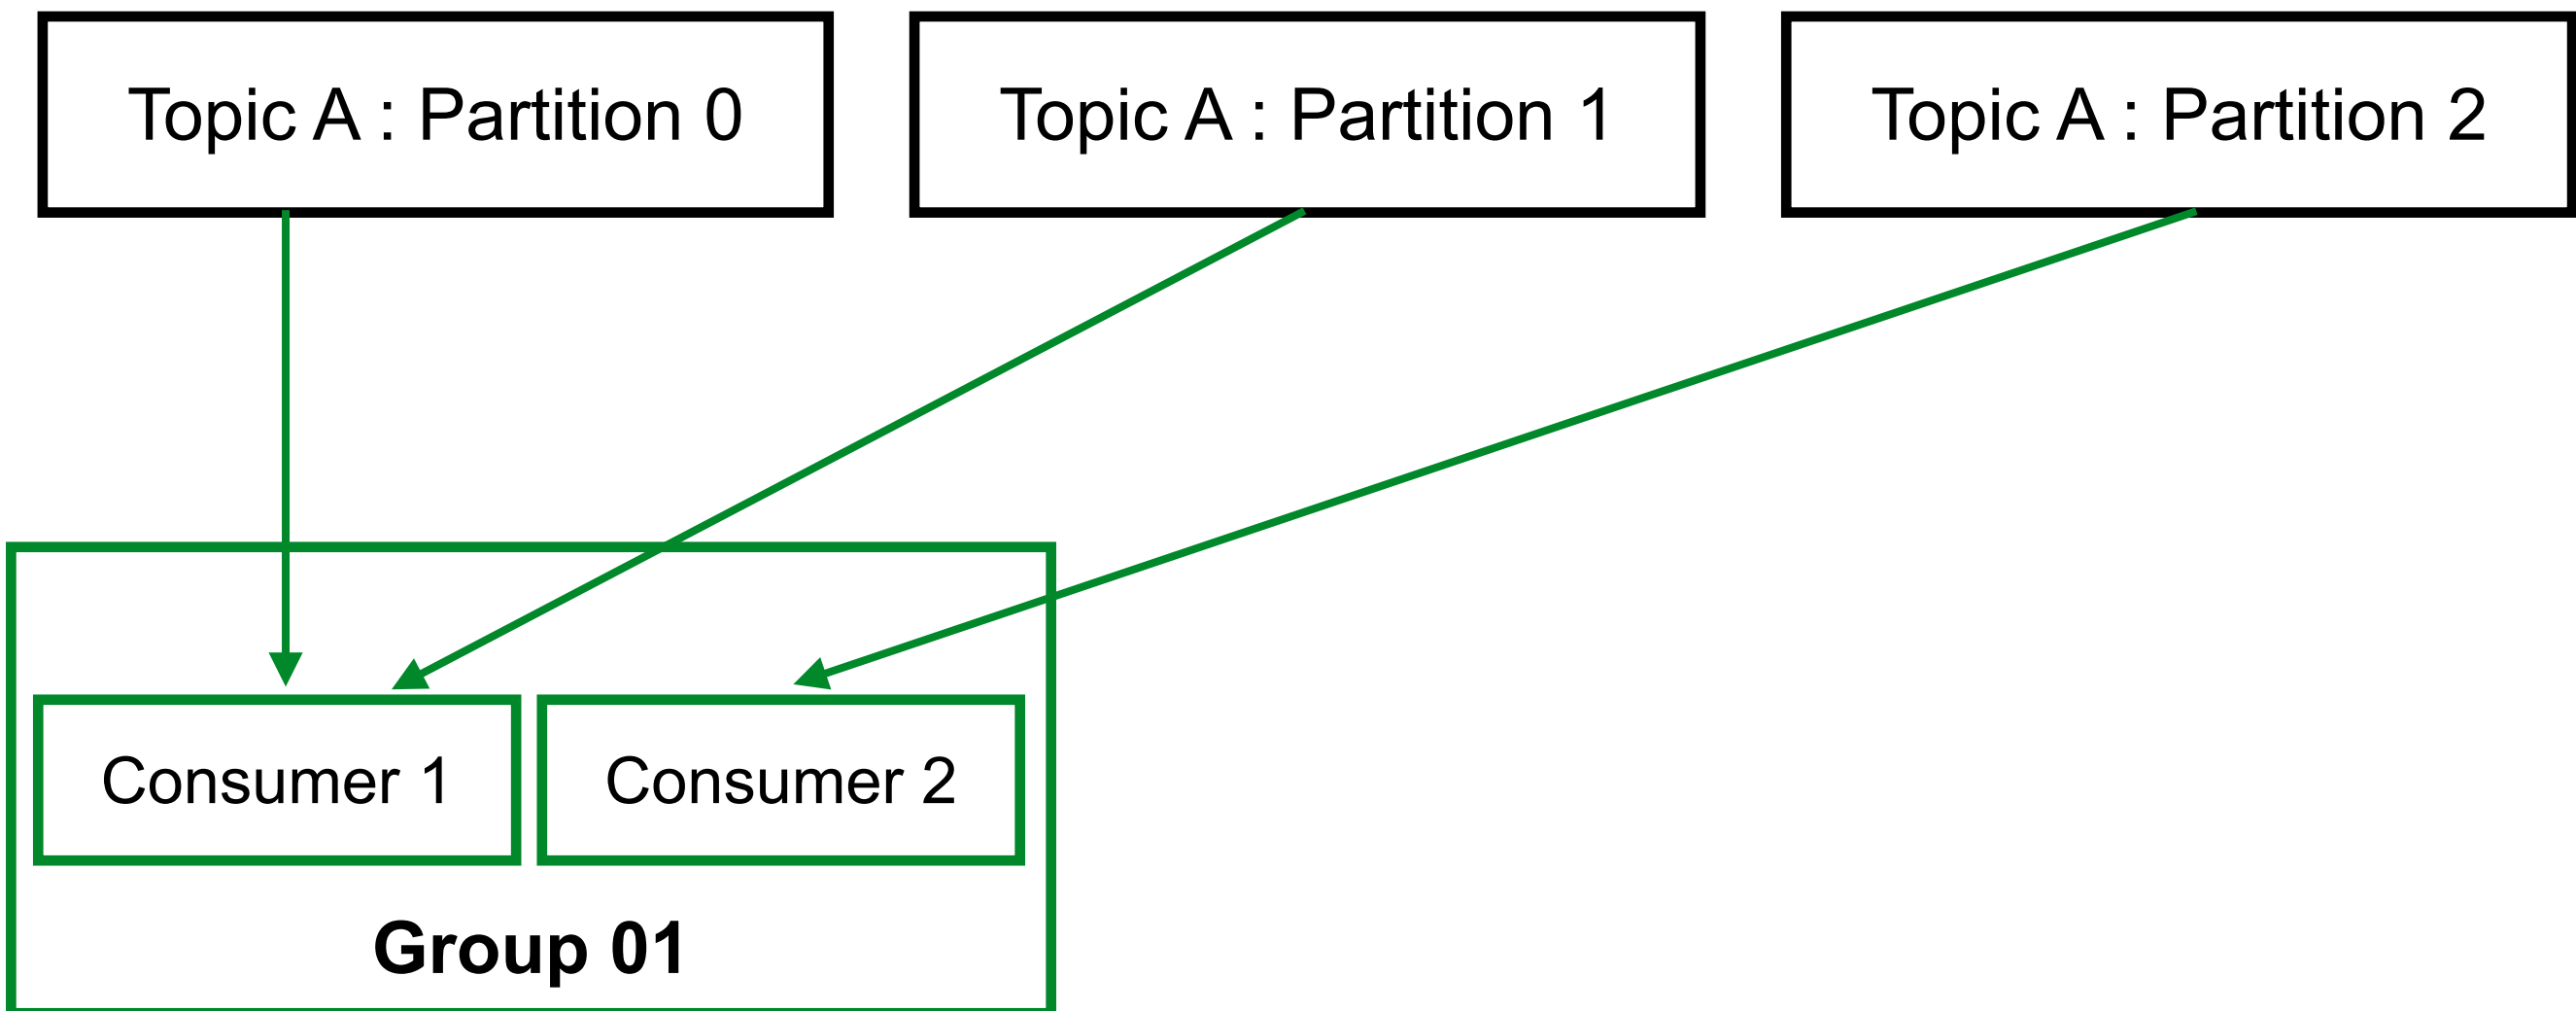 Topic A : Partition 0
Topic A : Partition 1
Topic A : Partition 2
Consumer 1
Consumer 2
Group 01